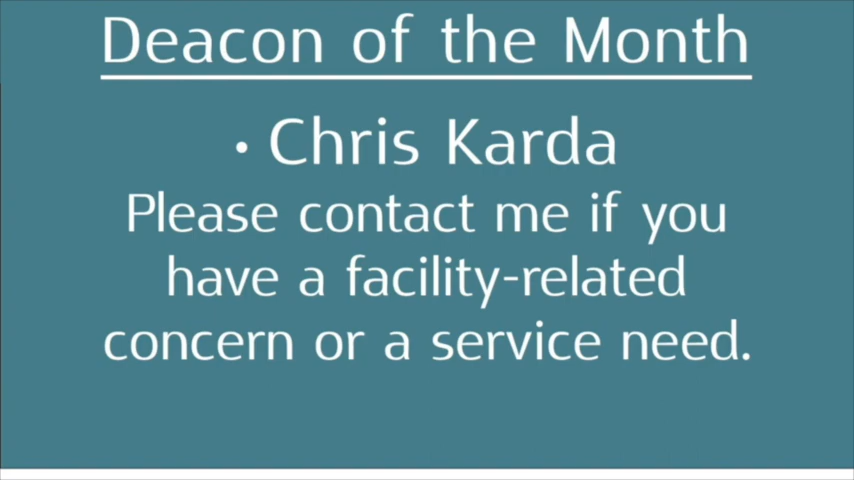 Deacon of the Month
• Chris Karda
Please contact me if you
have a facility-related
concern or a service need.